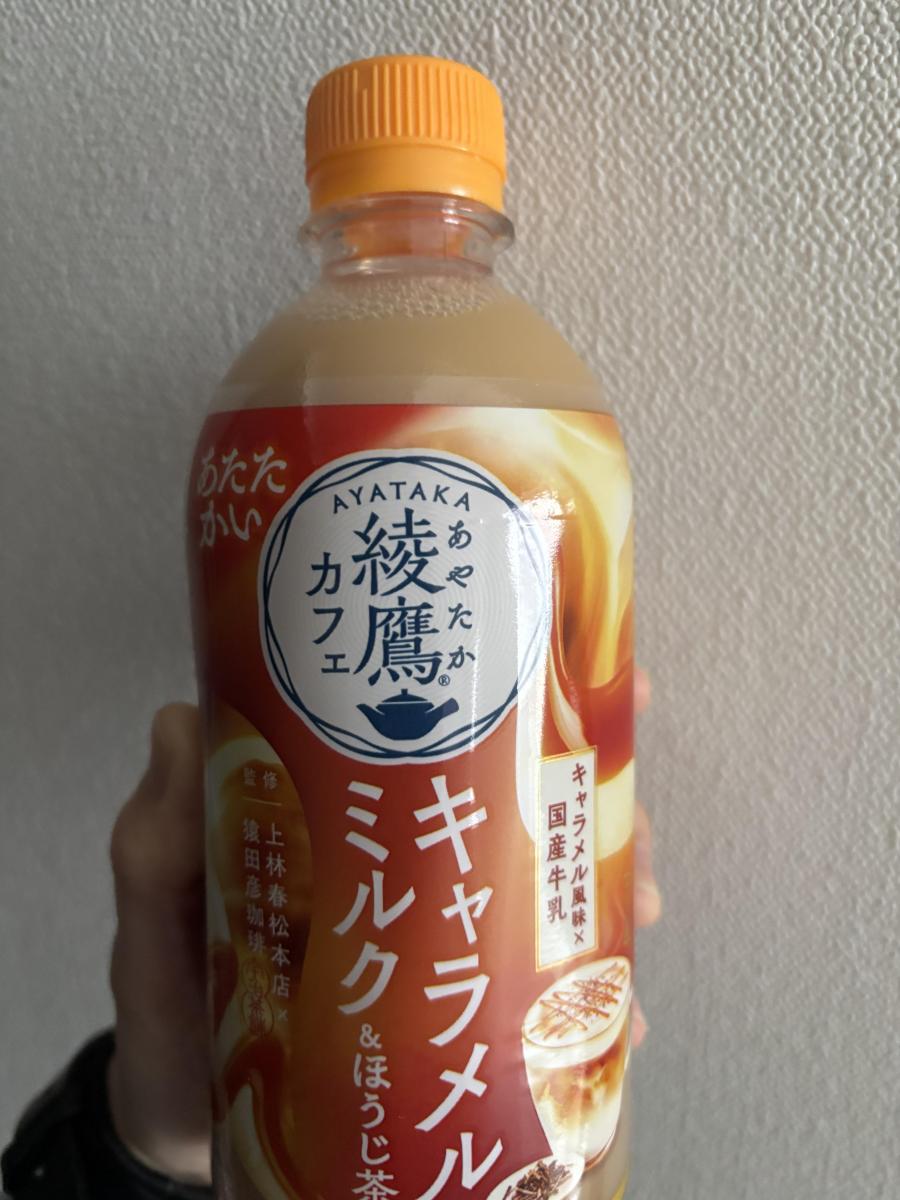 あたた
かい
AYATAKA
あやたか
綾鷹®
カフェ
キャラメル
ミルク
&ほうじ茶
キャラメル風味×
国産牛乳
監修
上林春松本店×
猿田彦珈琲